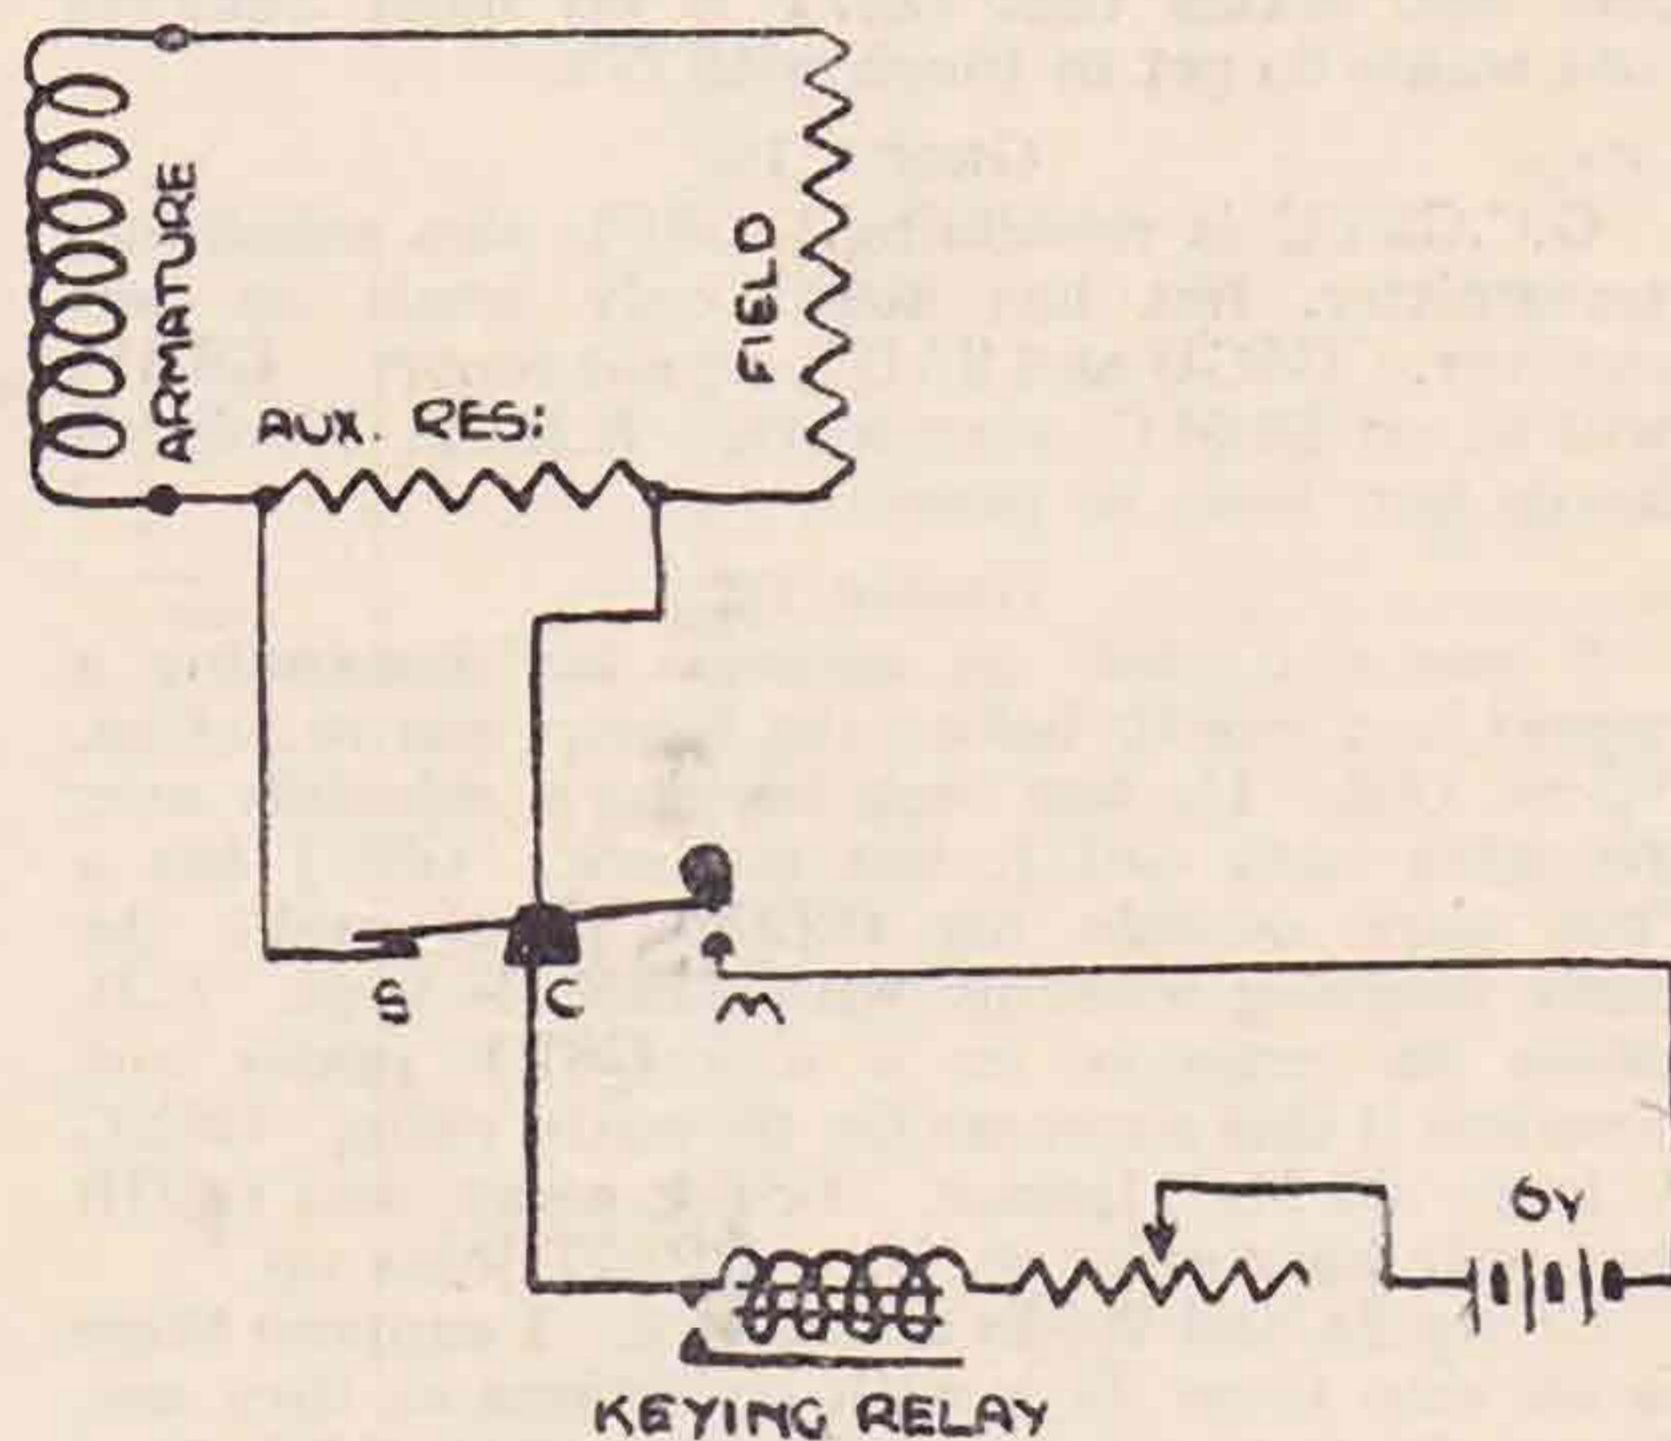 ARMATURE
FIELD
AUX. RES:
S C M
6V
KEYING RELAY